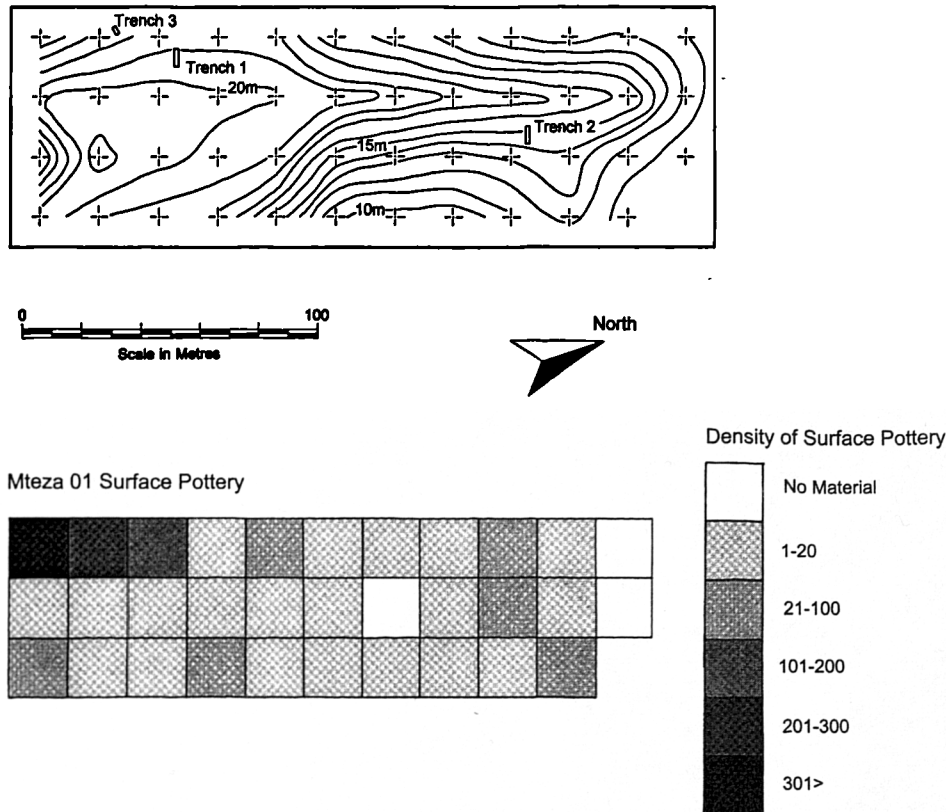 Trench 3
Trench 1
20m
Trench 2
15m
10m
0 100
Scale in Metres
North
Density of Surface Pottery
Mteza 01 Surface Pottery
No Material
1-20
21-100
101-200
201-300
301>